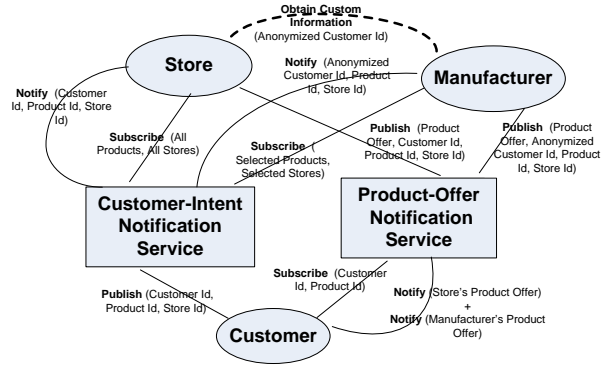 Obtain Custom
Information
(Anonymized Customer Id)
Store
Manufacturer
Notify (Customer
Id, Product Id, Store
Id)
Notify (Anonymized
Customer Id, Product
Id, Store Id)
Subscribe (All
Products, All Stores)
Subscribe (
Selected Products,
Selected Stores)
Publish (Product
Offer, Customer Id,
Product Id, Store Id)
Publish (Product
Offer, Anonymized
Customer Id, Product
Id, Store Id)
Customer-Intent
Notification
Service
Product-Offer
Notification
Service
Publish (Customer Id,
Product Id, Store Id)
Subscribe (Customer
Id, Product Id)
Notify (Store's Product Offer)
+
Notify (Manufacturer's Product
Offer)
Customer